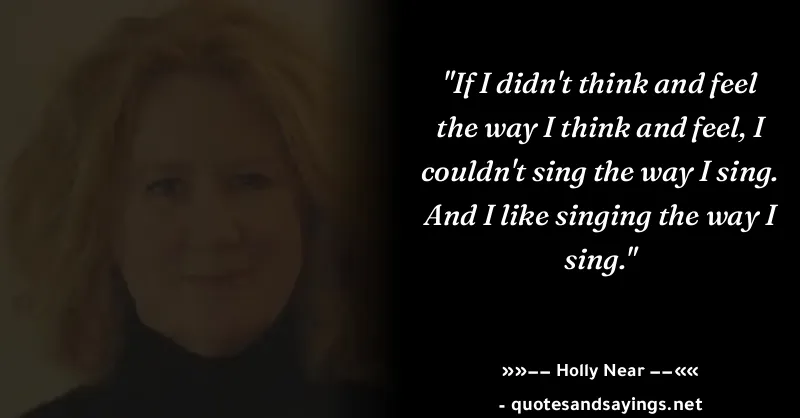 "If I didn't think and feel
the way I think and feel, I
couldn't sing the way I sing.
And I like singing the way I
sing."
»»–– Holly Near ––««
- quotesandsayings.net